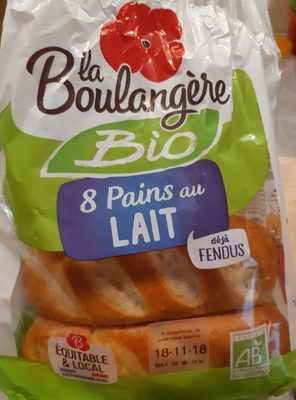 la
Boulangère
Bio
8 Pains au
LAIT
déjà
FENDUS
B
ÉQUITABLE
& LOCAL
18-11-18
AB